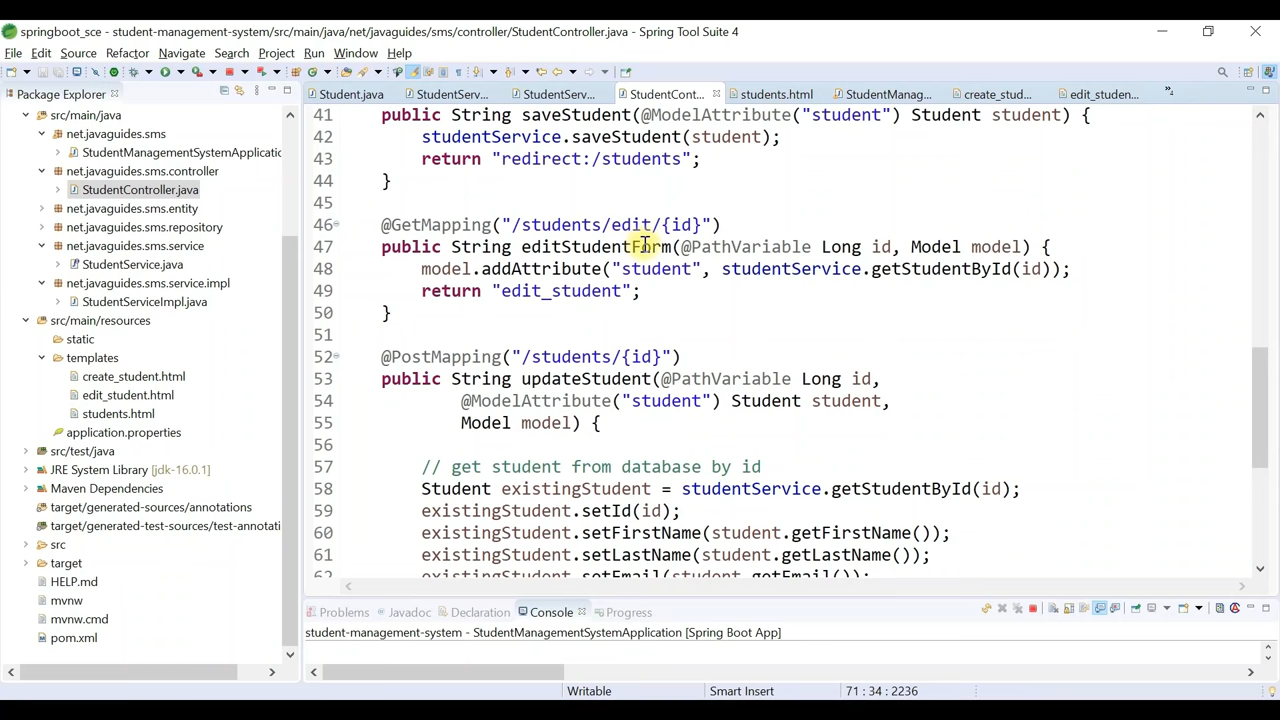 springboot_sce - student-management-system/src/main/java/net/javaguides/sms/controller/StudentController.java - Spring Tool Suite 4
File Edit Source Refactor Navigate Search Project Run Window Help
Package Explorer
Student.java StudentServ... StudentServ... StudentCont... students.html StudentManag... create_stud... edit_studen...
src/main/java
net.javaguides.sms
StudentManagementSystemApplicatio
net.javaguides.sms.controller
StudentController.java
net.javaguides.sms.entity
net.javaguides.sms.repository
net.javaguides.sms.service
StudentService.java
net.javaguides.sms.service.impl
StudentServiceImpl.java
src/main/resources
static
templates
create_student.html
edit_student.html
students.html
application.properties
src/test/java
JRE System Library [jdk-16.0.1]
Maven Dependencies
target/generated-sources/annotations
target/generated-test-sources/test-annotati
src
target
HELP.md
mvnw
mvnw.cmd
pom.xml
41 public String saveStudent(@ModelAttribute("student") Student student) {
42 studentService.saveStudent(student);
43 return "redirect:/students";
44 }
45
46 @GetMapping("/students/edit/{id}")
47 public String editStudentForm(@PathVariable Long id, Model model) {
48 model.addAttribute("student", studentService.getStudentById(id));
49 return "edit_student";
50 }
51
52 @PostMapping("/students/{id}")
53 public String updateStudent(@PathVariable Long id,
54 @ModelAttribute("student") Student student,
55 Model model) {
56
57 // get student from database by id
58 Student existingStudent = studentService.getStudentById(id);
59 existingStudent.setId(id);
60 existingStudent.setFirstName(student.getFirstName());
61 existingStudent.setLastName(student.getLastName());
62 existingStudent.setEmail(student.getEmail());
Problems Javadoc Declaration Console Progress
student-management-system - StudentManagementSystemApplication [Spring Boot App]
Writable Smart Insert 71 : 34 : 2236